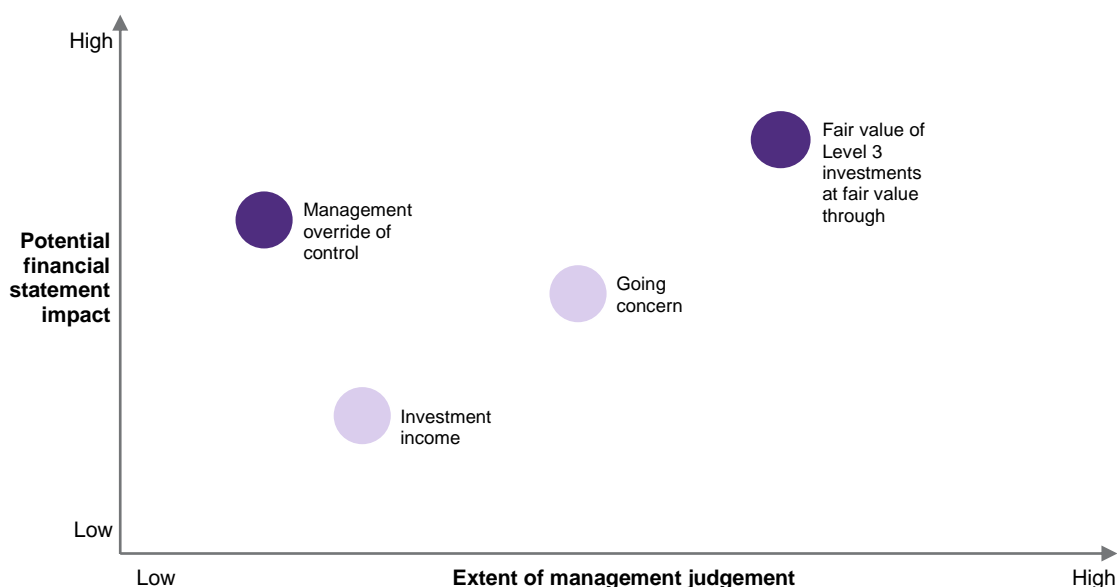 High
Fair value of
Level 3
investments
at fair value
through
Management
override of
control
Potential
financial
statement
impact
Going
concern
Investment
income
Low
Low
Extent of management judgement
High